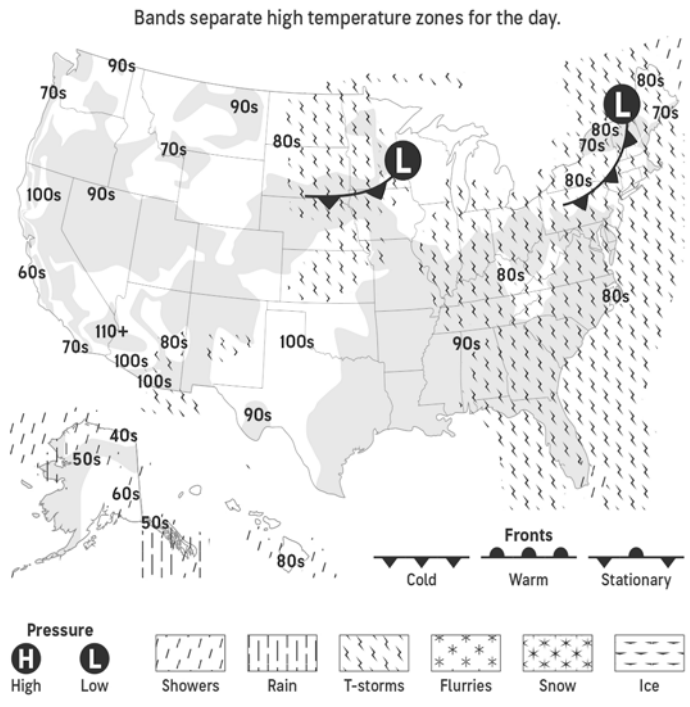 Bands separate high temperature zones for the day.
90s
80s
70s
90s
L
70s
80s
80s
70s
70s
L
80s
100s
90s
60s
80s
80s
110+
70s
80s
100s
90s
100s
100s
90s
40s
50s
60s
50s
80s
Fronts
Cold
Warm
Stationary
Pressure
H
L
High
Low
Showers
Rain
T-storms
Flurries
Snow
Ice